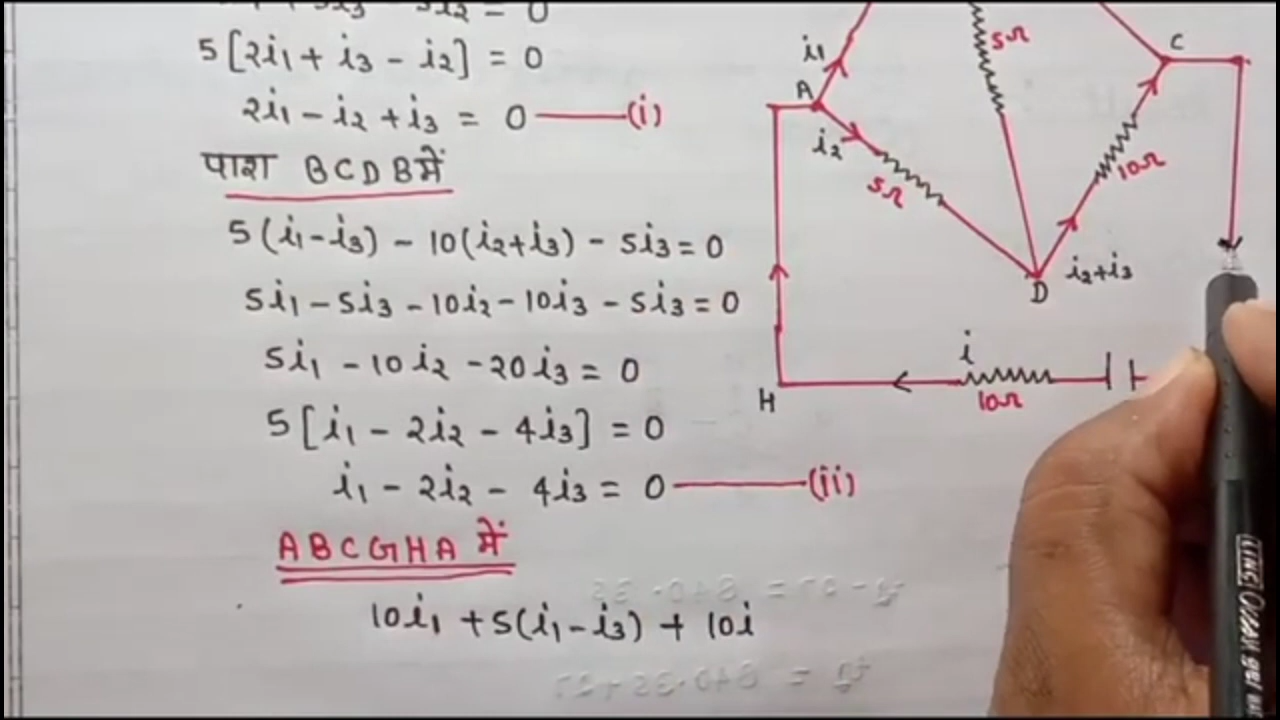 5[2i₁ + i₃ - i₂] = 0
2i₁ - i₂ + i₃ = 0 (i)
पाश BCDB में
5(i₁-i₃) - 10(i₂+i₃) - 5i₃ = 0
5i₁ - 5i₃ - 10i₂ - 10i₃ - 5i₃ = 0
5i₁ - 10i₂ - 20i₃ = 0
5[i₁ - 2i₂ - 4i₃] = 0
i₁ - 2i₂ - 4i₃ = 0 (ii)
ABCGHA में
10i₁ + 5(i₁-i₃) + 10i
5Ω
C
i₁
A
i₂
5Ω
10Ω
D
i₂+i₃
i
10Ω
H
LINC